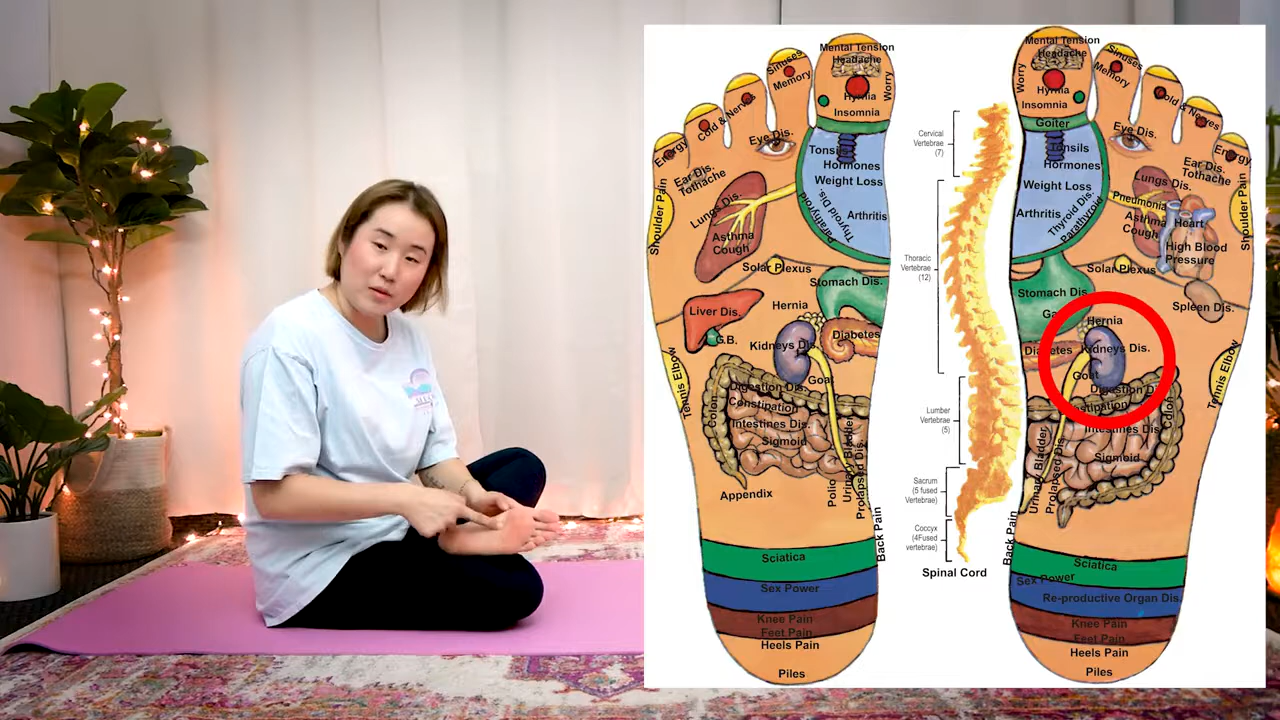 Mental Tension
Headache
Sinuses
Memory
Worry
Hyrnia
Insomnia
Cold & Nerves
Energy
Eye Dis.
Ear Dis.
Tothache
Tonsils
Hormones
Weight Loss
Arthritis
Thyroid Dis.
Parathyroid
Lungs Dis.
Asthma
Cough
Shoulder Pain
Solar Plexus
Stomach Dis.
Hernia
Liver Dis.
G.B.
Diabetes
Kidneys Dis.
Goat
Tennis Elbow
Digestion Dis.
Constipation
Colon
Intestines Dis.
Sigmoid
Appendix
Polio
Urinary Bladder
Prolapsed Dis.
Back Pain
Sciatica
Sex Power
Knee Pain
Feet Pain
Heels Pain
Piles
Cervical
Vertebrae
(7)
Thoracic
Vertebrae
(12)
Lumber
Vertebrae
(5)
Sacrum
(5 fused
Vertebrae)
Coccyx
(4Fused
vertebrae)
Spinal Cord
Mental Tension
Headache
Worry
Hyrnia
Insomnia
Sinuses
Memory
Cold & Nerves
Energy
Goiter
Eye Dis.
Tonsils
Hormones
Weight Loss
Arthritis
Thyroid Dis.
Parathyroid
Ear Dis.
Tothache
Lungs Dis.
Pneumonia
Asthma
Cough
Heart
High Blood
Pressure
Shoulder Pain
Solar Plexus
Stomach Dis
Spleen Dis.
Hernia
Kidneys Dis.
Gout
Digestion D
stipation
Colon
Intestines Dis
Sigmoid
Tennis Elbow
Urinary Bladder
Prolapsed Dis.
Back Pain
Sciatica
Sex Power
Re-productive Organ Dis.
Knee Pain
Feet Pain
Heels Pain
Piles